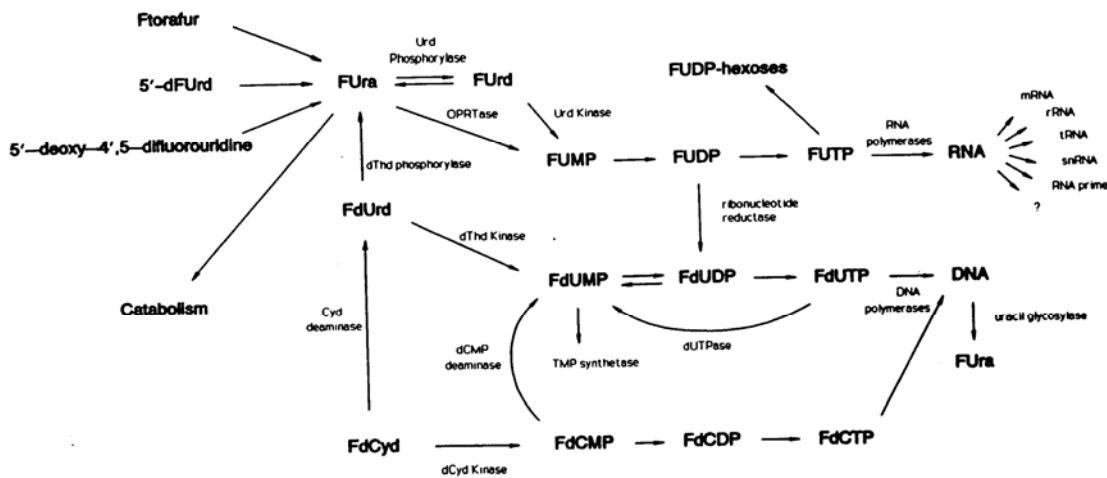 Ftorafur
Urd
Phosphorylase
5'-dFUrd
FUra
FUrd
FUDP-hexoses
mRNA
rRNA
tRNA
snRNA
RNA prime
?
OPRTase
Urd Kinase
RNA
polymerases
5'-deoxy-4',5-difluorouridine
FUMP
FUDP
FUTP
RNA
dThd phosphorylase
FdUrd
ribonucleotide
reductase
dThd Kinase
FdUMP
FdUDP
FdUTP
DNA
DNA
polymerases
Catabolism
Cyd
deaminase
uracil glycosylase
dCMP
deaminase
dUTPase
TMP synthetase
FUra
FdCyd
FdCMP
FdCDP
FdCTP
dCyd Kinase